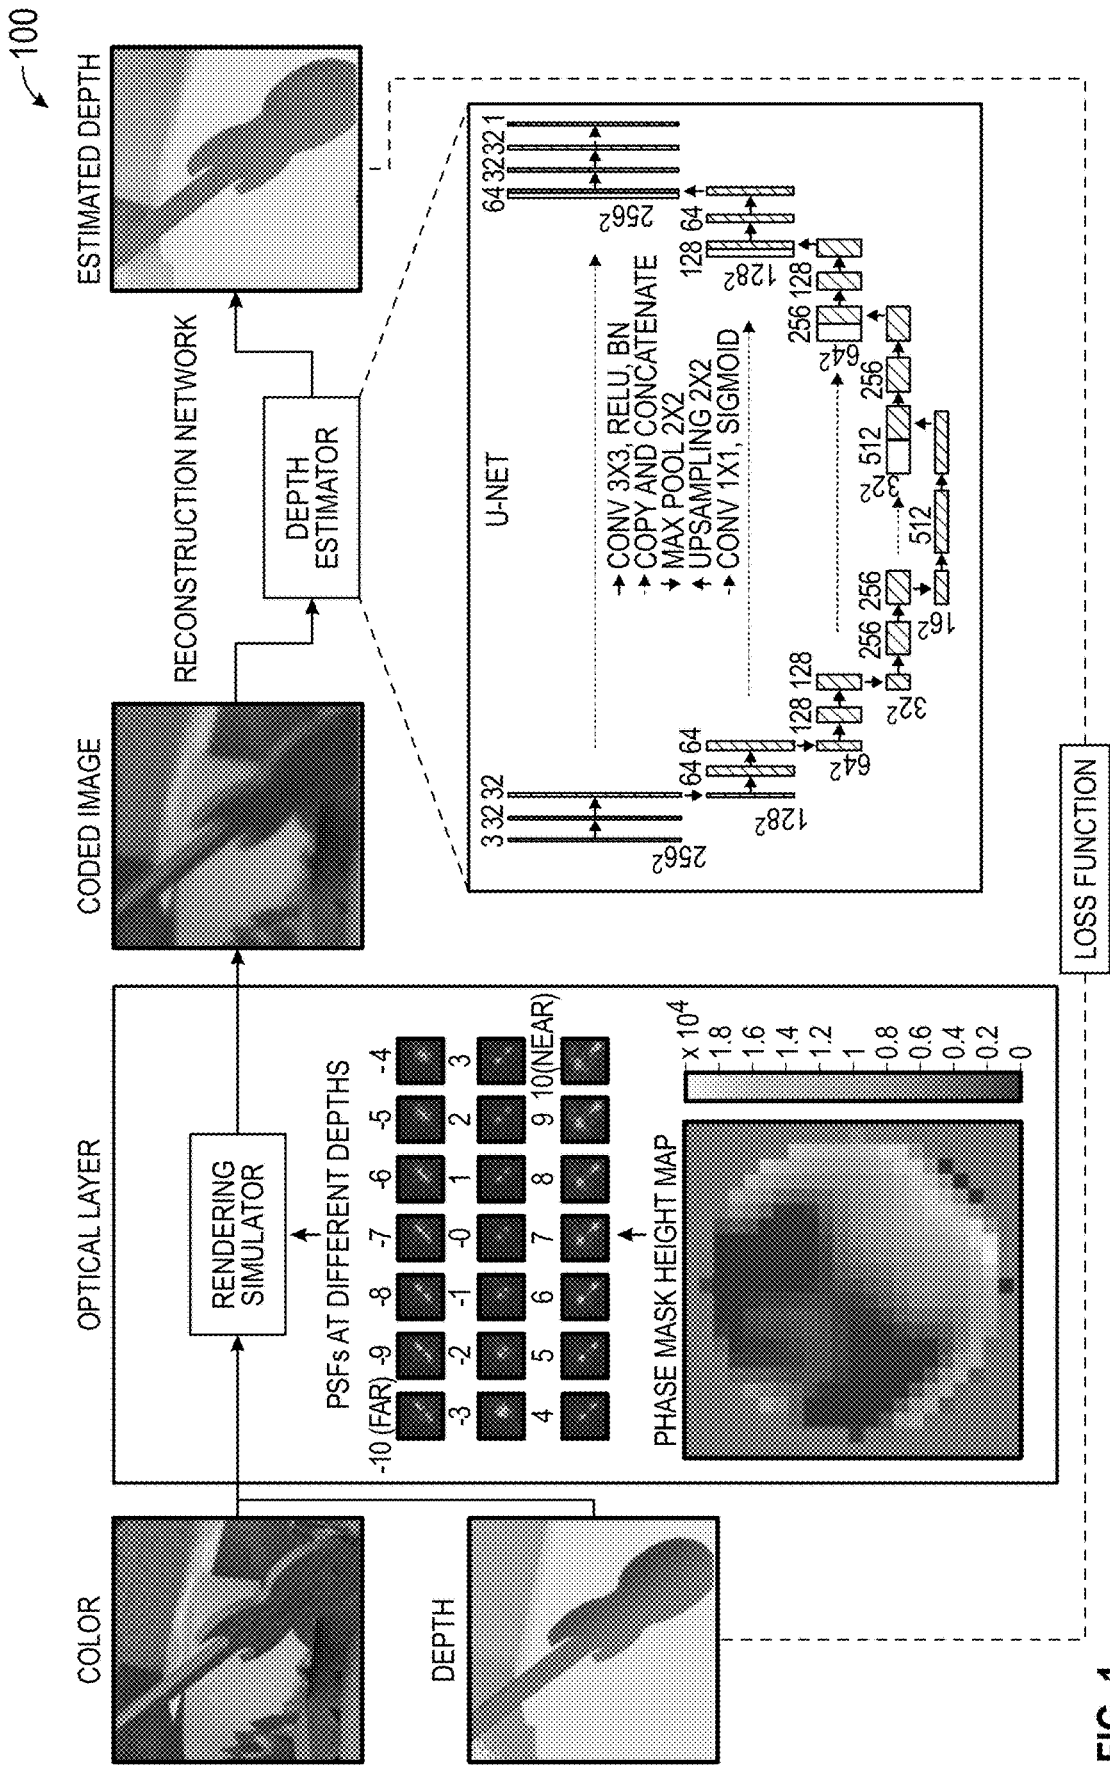 100
COLOR
DEPTH
OPTICAL LAYER
RENDERING
SIMULATOR
PSFs AT DIFFERENT DEPTHS
-10 (FAR) -9 -8 -7 -6 -5 -4
-3 -2 -1 -0 1 2 3
4 5 6 7 8 9 10(NEAR)
PHASE MASK HEIGHT MAP
x 10⁴
1.8
1.6
1.4
1.2
1
0.8
0.6
0.4
0.2
0
CODED IMAGE
RECONSTRUCTION NETWORK
DEPTH
ESTIMATOR
ESTIMATED DEPTH
U-NET
3 32 32
256²
64 64
128²
128 128
64²
256 256
32²
512
16²
512 256
32²
256 128
64²
128 64
128²
64 32 32 1
256²
CONV 3X3, RELU, BN
COPY AND CONCATENATE
MAX POOL 2X2
UPSAMPLING 2X2
CONV 1X1, SIGMOID
LOSS FUNCTION
FIG. 1